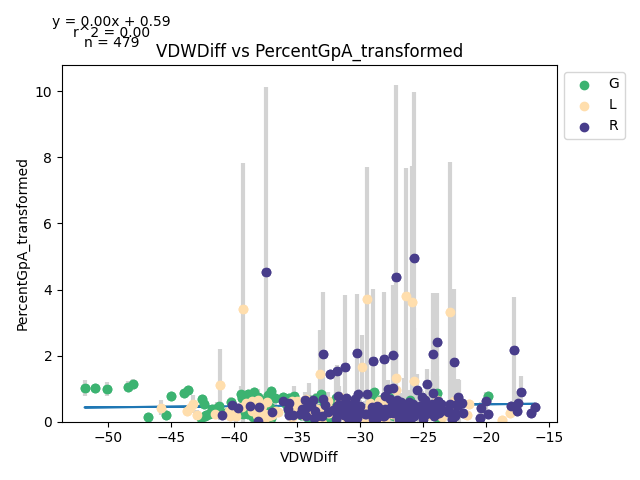 y = 0.00x + 0.59
r^2 = 0.00
n = 479
VDWDiff vs PercentGpA_transformed
G
L
R
PercentGpA_transformed
10
8
6
4
2
0
−50
−45
−40
−35
−30
−25
−20
−15
VDWDiff